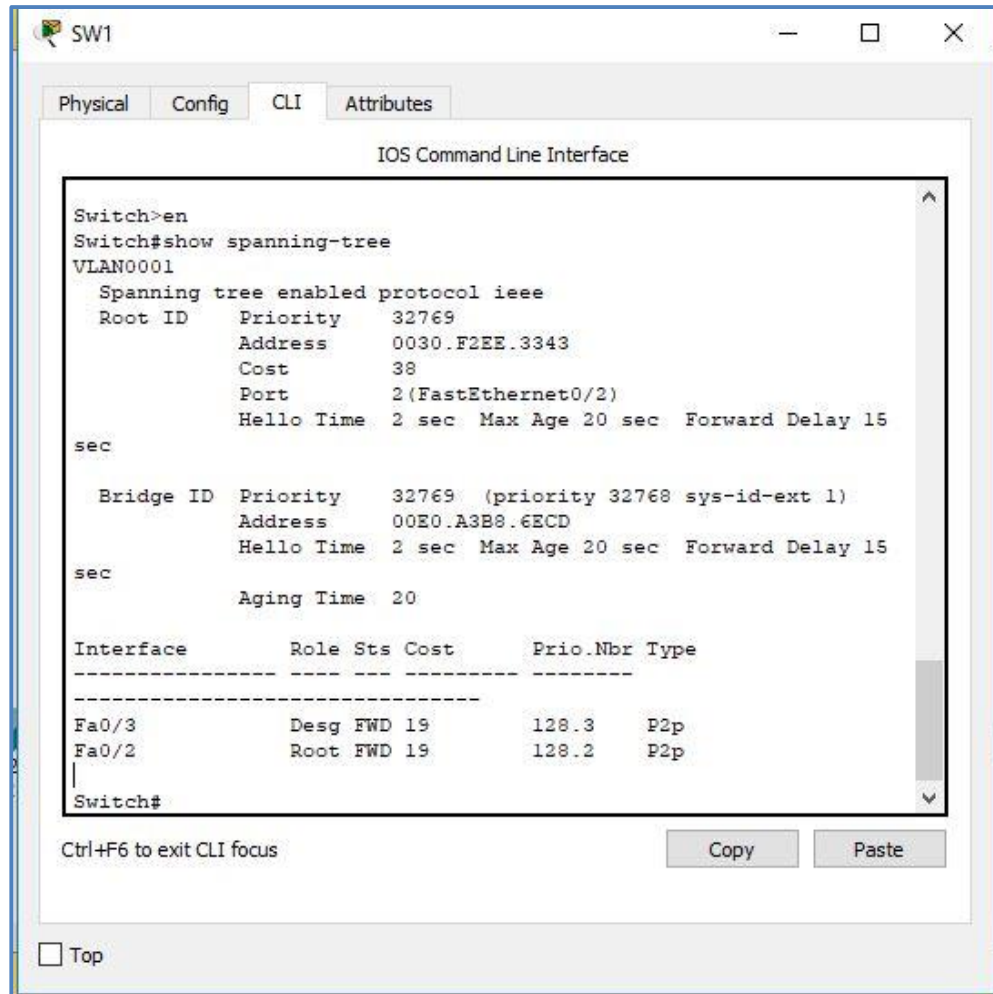 SW1
Physical Config CLI Attributes
IOS Command Line Interface
Switch>en
Switch#show spanning-tree
VLAN0001
  Spanning tree enabled protocol ieee
  Root ID    Priority    32769
             Address     0030.F2EE.3343
             Cost        38
             Port        2(FastEthernet0/2)
             Hello Time  2 sec  Max Age 20 sec  Forward Delay 15
sec
  Bridge ID  Priority    32769  (priority 32768 sys-id-ext 1)
             Address     00E0.A3B8.6ECD
             Hello Time  2 sec  Max Age 20 sec  Forward Delay 15
sec
             Aging Time  20
Interface        Role Sts Cost      Prio.Nbr Type
---------------- ---- --- --------- --------
--------------------------------
Fa0/3            Desg FWD 19        128.3    P2p
Fa0/2            Root FWD 19        128.2    P2p
Switch#
Ctrl+F6 to exit CLI focus
Copy Paste
Top